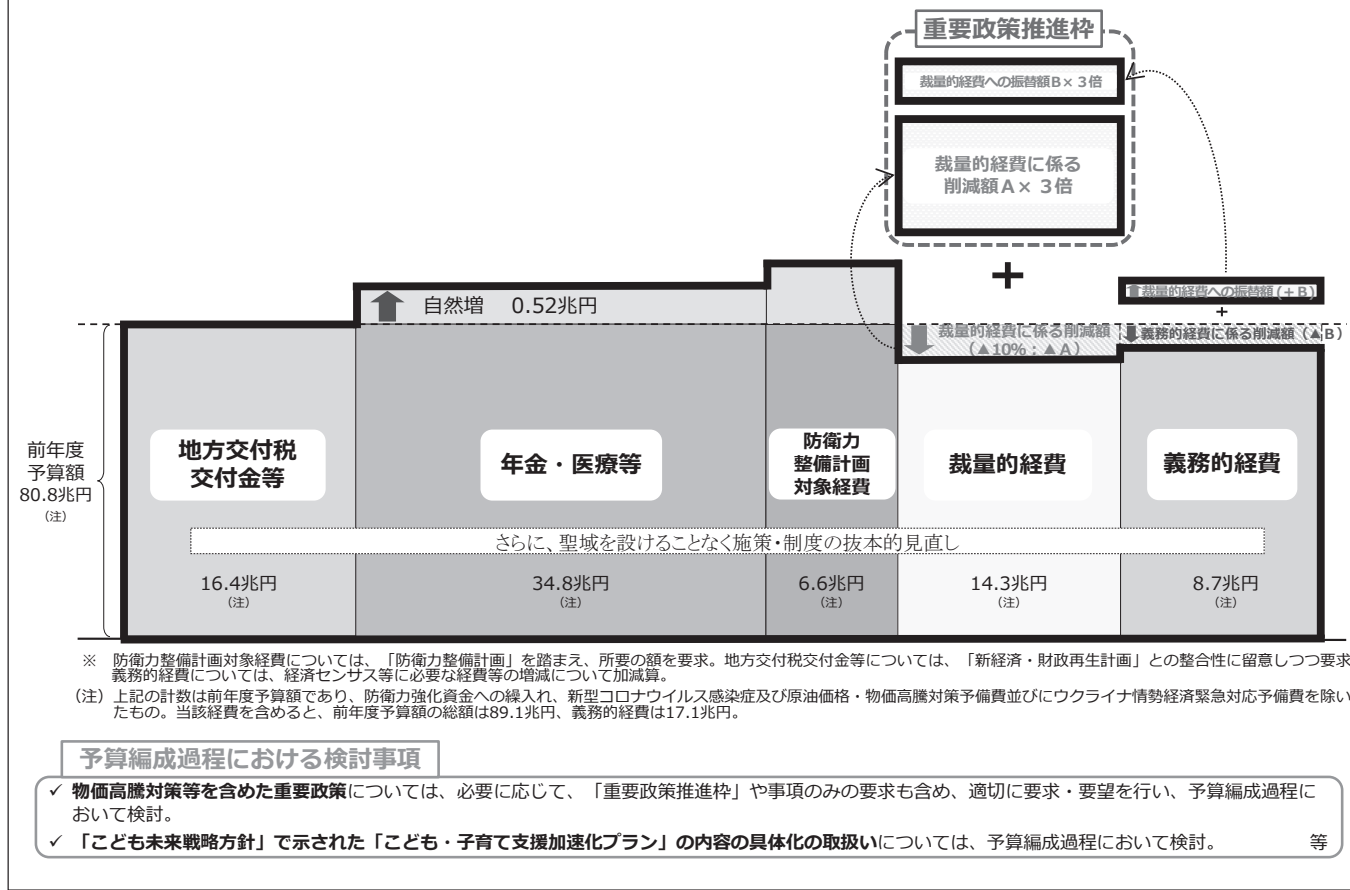 重要政策推進枠
裁量的経費への振替額B×3倍
裁量的経費に係る
削減額A×3倍
+
自然増 0.52兆円
裁量的経費への振替額(+B)
+
裁量的経費に係る削減額
(▲10%:▲A)
義務的経費に係る削減額(▲B)
前年度
予算額
80.8兆円
(注)
地方交付税
交付金等
年金・医療等
防衛力
整備計画
対象経費
裁量的経費
義務的経費
さらに、聖域を設けることなく施策・制度の抜本的見直し
16.4兆円
(注)
34.8兆円
(注)
6.6兆円
(注)
14.3兆円
(注)
8.7兆円
(注)
※ 防衛力整備計画対象経費については、「防衛力整備計画」を踏まえ、所要の額を要求。地方交付税交付金等については、「新経済・財政再生計画」との整合性に留意しつつ要求
義務的経費については、経済センサス等に必要な経費等の増減について加減算。
(注)上記の計数は前年度予算額であり、防衛力強化資金への繰入れ、新型コロナウイルス感染症及び原油価格・物価高騰対策予備費並びにウクライナ情勢経済緊急対応予備費を除い
たもの。当該経費を含めると、前年度予算額の総額は89.1兆円、義務的経費は17.1兆円。
予算編成過程における検討事項
✓ 物価高騰対策等を含めた重要政策については、必要に応じて、「重要政策推進枠」や事項のみの要求も含め、適切に要求・要望を行い、予算編成過程に
おいて検討。
✓ 「こども未来戦略方針」で示された「こども・子育て支援加速化プラン」の内容の具体化の取扱いについては、予算編成過程において検討。 等